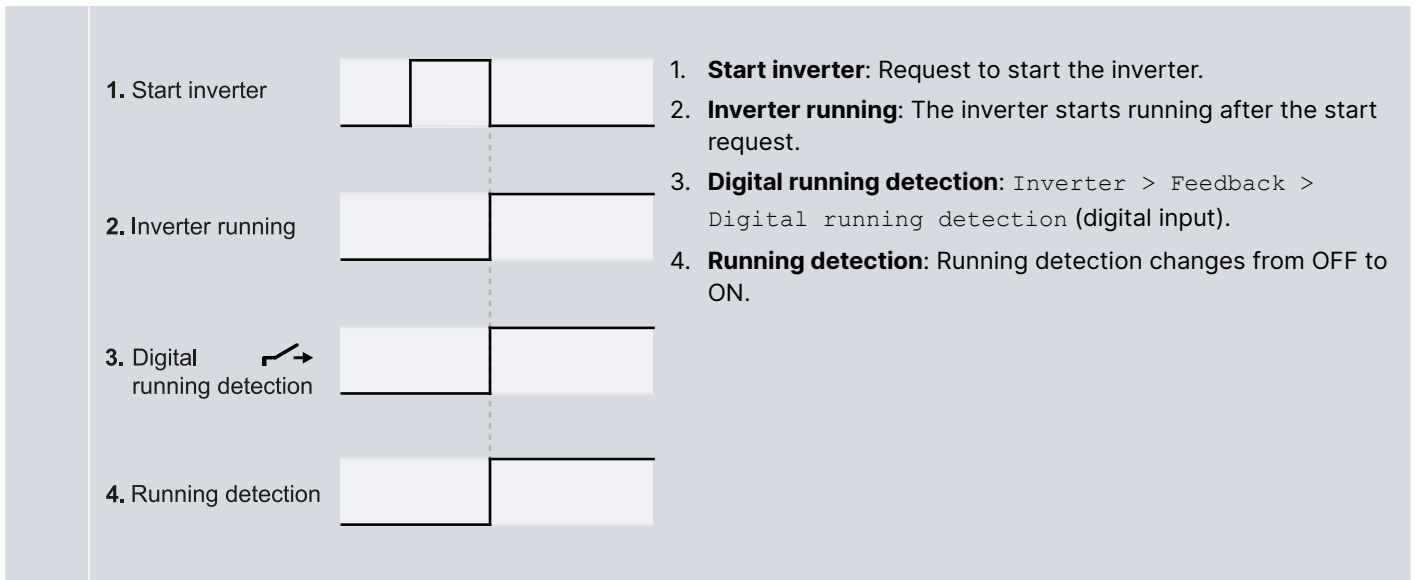 1. Start inverter
2. Inverter running
3. Digital
running detection
4. Running detection
1. Start inverter: Request to start the inverter.
2. Inverter running: The inverter starts running after the start
request.
3. Digital running detection: Inverter > Feedback >
Digital running detection (digital input).
4. Running detection: Running detection changes from OFF to
ON.